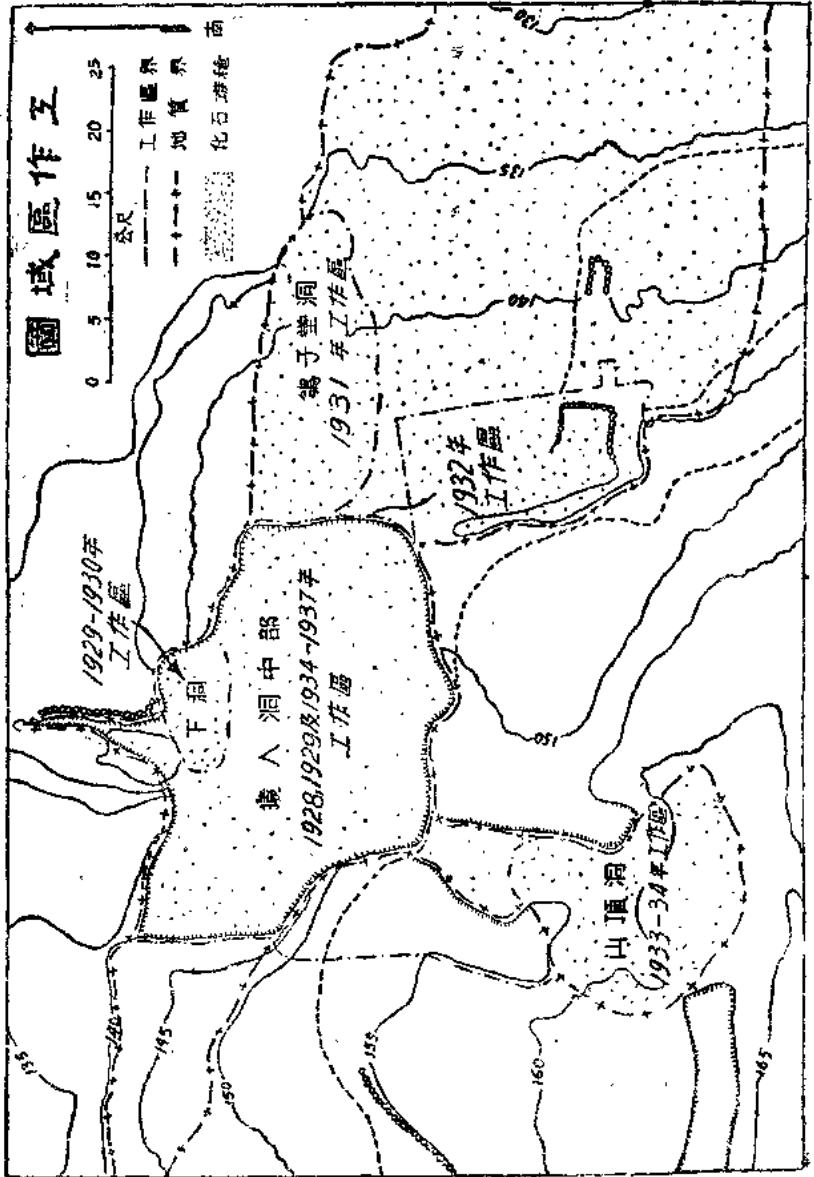 工作區域圖
0 5 10 15 20 25
公尺
工作區界
地質界
化石堆積
南
1929-1930年
工作區
下洞
鴿子堂洞
1931年工作區
1932年
工作區
猿人洞中部
1928,1929及1934-1937年
工作區
山頂洞
1933-34年工作區
130
135
140
150
135
140
145
150
155
160
165